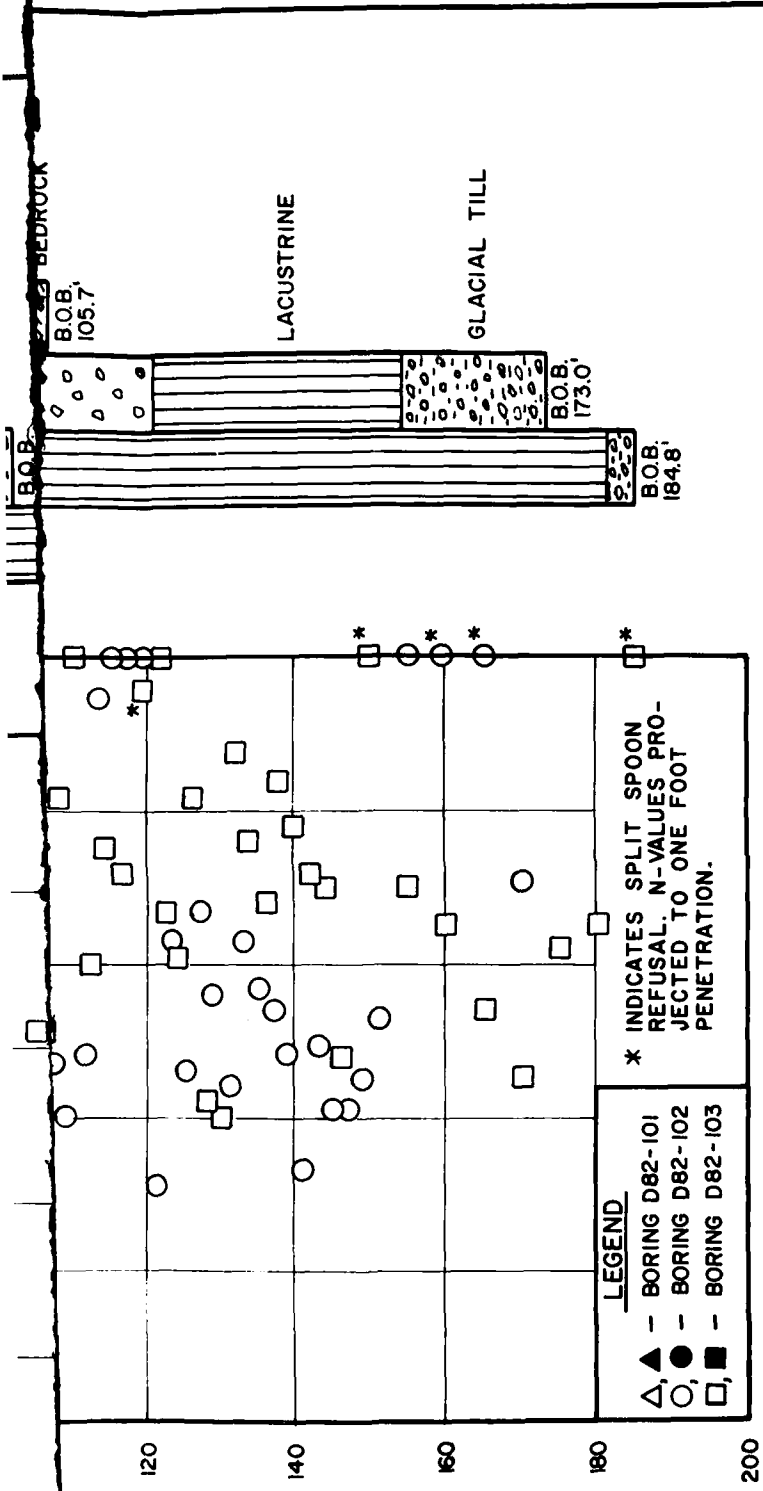 BEDROCK
B.O.B.
105.7'
B.O.B.
LACUSTRINE
GLACIAL TILL
B.O.B.
173.0'
B.O.B.
184.8'
*
*
*
*
*
120
140
160
180
200
* INDICATES SPLIT SPOON
REFUSAL. N-VALUES PRO-
JECTED TO ONE FOOT
PENETRATION.
LEGEND
△, ▲ – BORING D82-101
○, ● – BORING D82-102
□, ■ – BORING D82-103